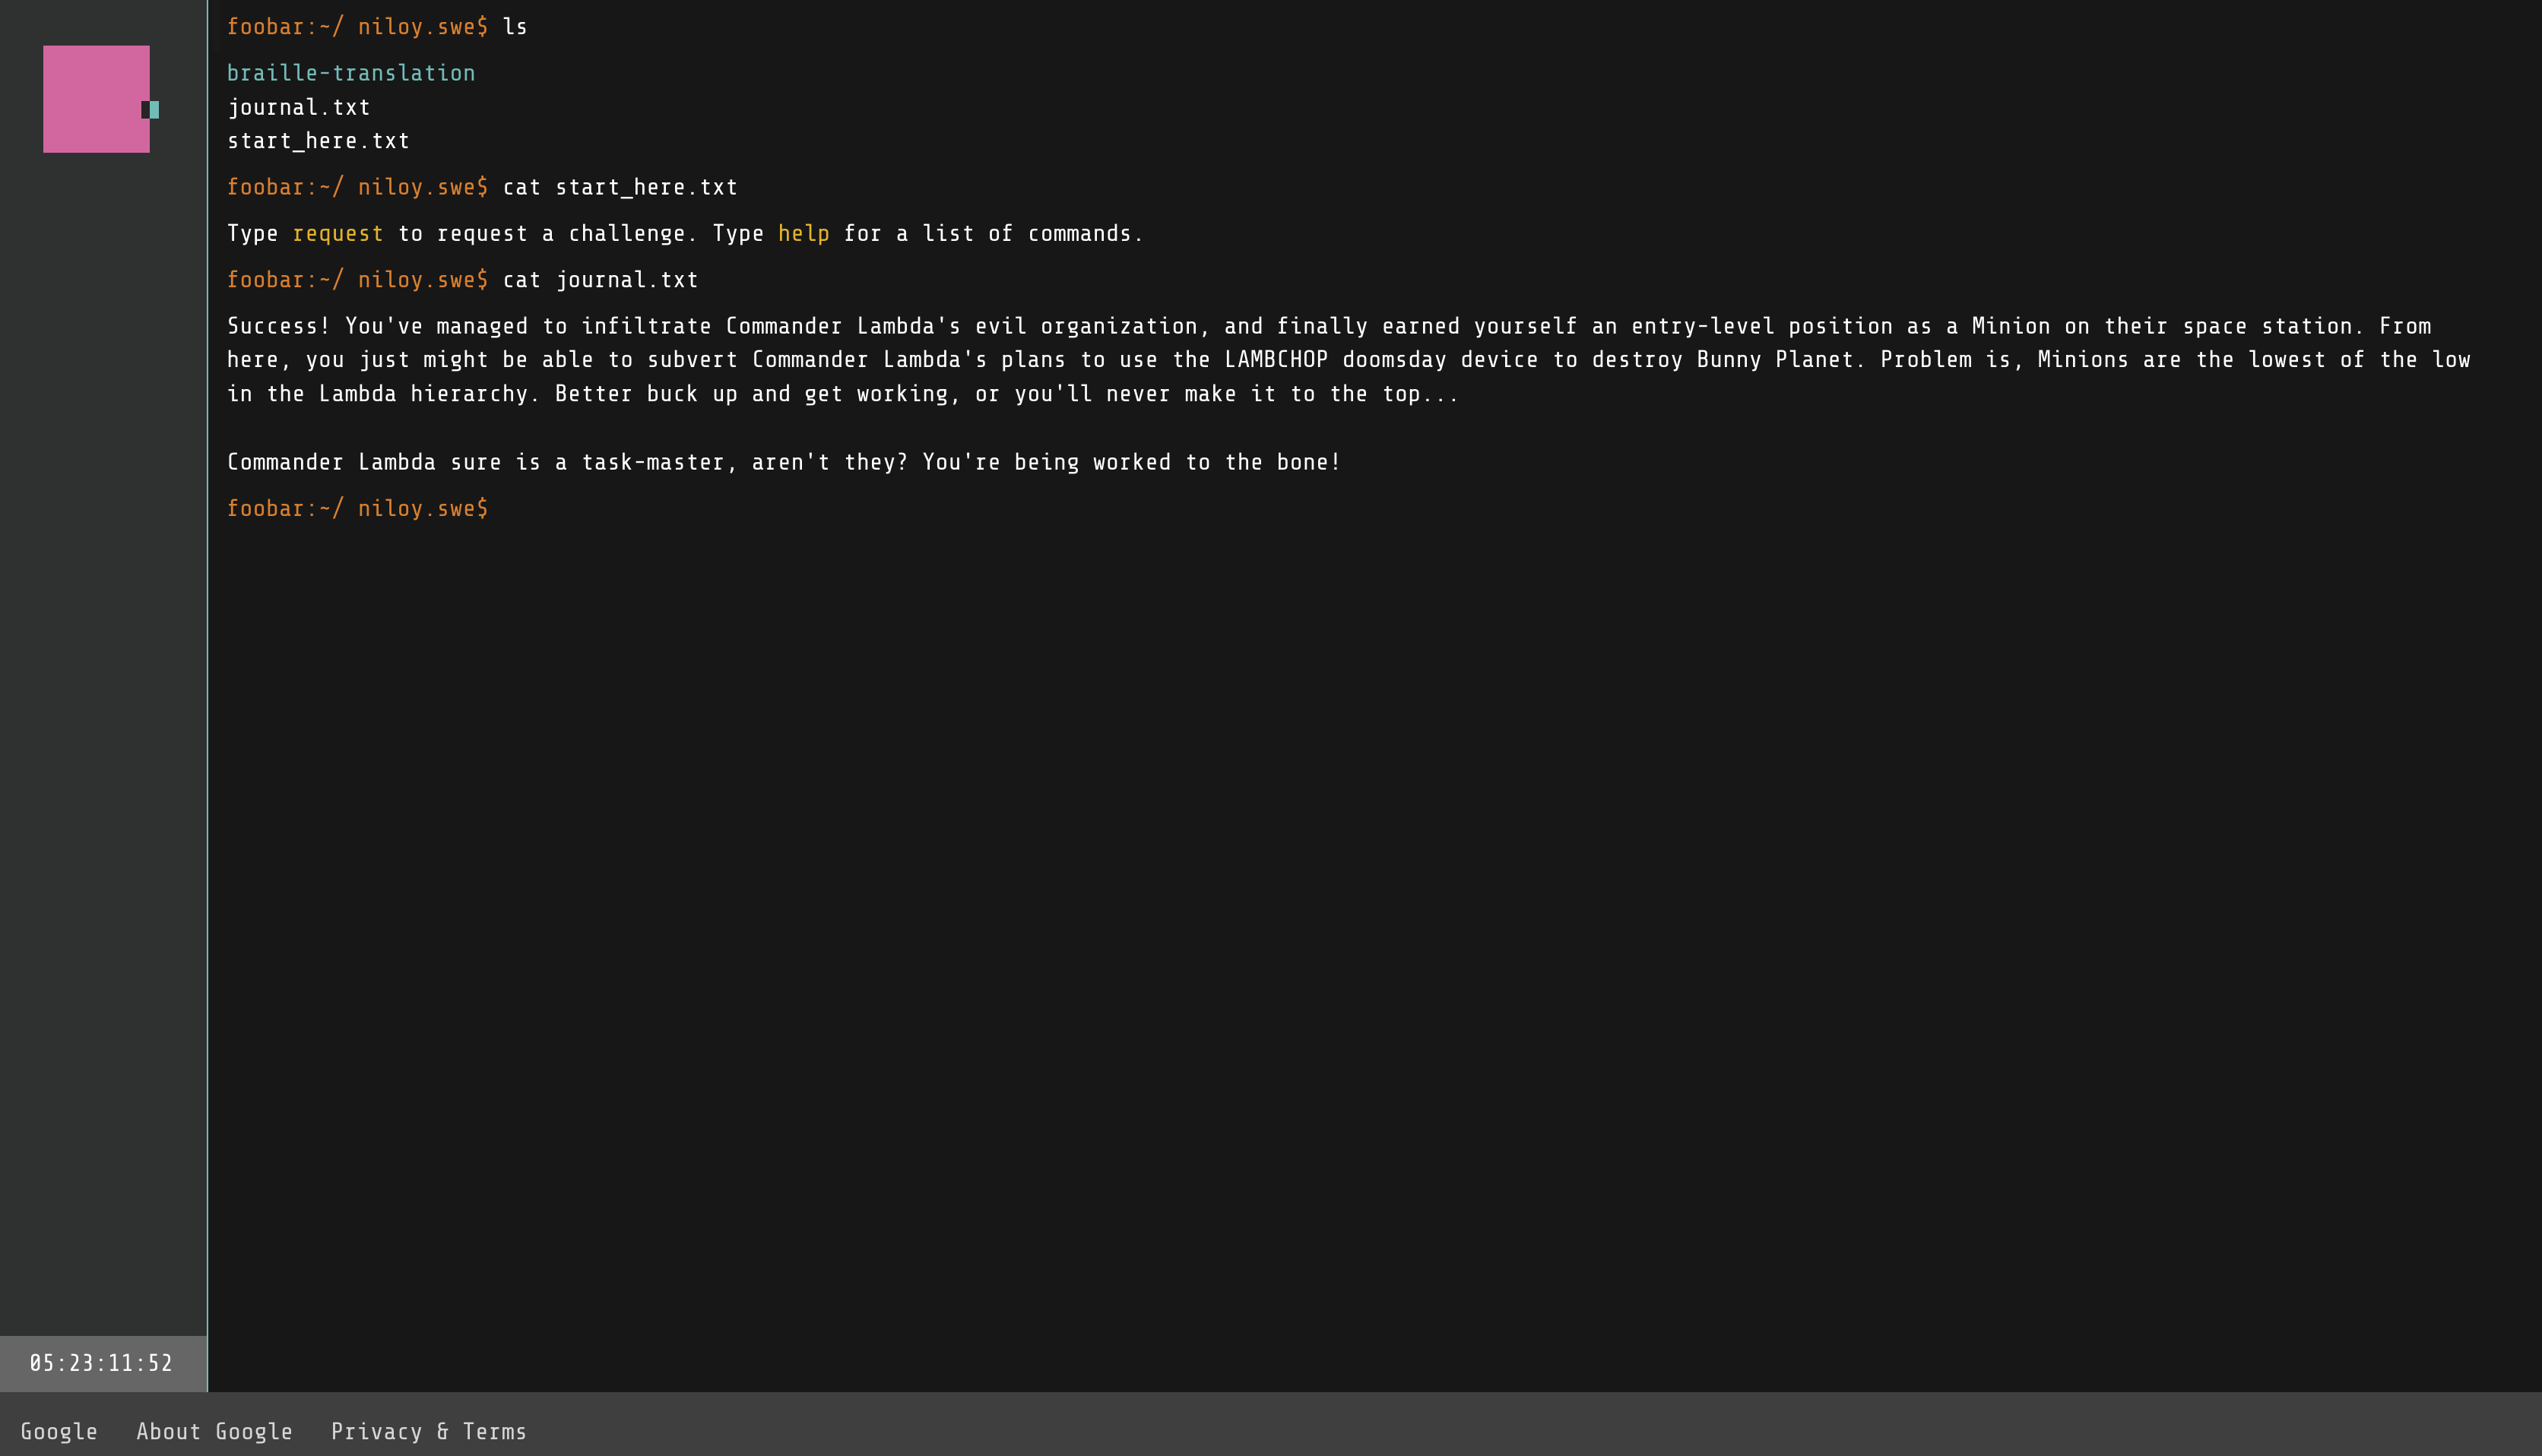 foobar:~/ niloy.swe$ ls
braille-translation
journal.txt
start_here.txt
foobar:~/ niloy.swe$ cat start_here.txt
Type request to request a challenge. Type help for a list of commands.
foobar:~/ niloy.swe$ cat journal.txt
Success! You've managed to infiltrate Commander Lambda's evil organization, and finally earned yourself an entry-level position as a Minion on their space station. From
here, you just might be able to subvert Commander Lambda's plans to use the LAMBCHOP doomsday device to destroy Bunny Planet. Problem is, Minions are the lowest of the low
in the Lambda hierarchy. Better buck up and get working, or you'll never make it to the top...
Commander Lambda sure is a task-master, aren't they? You're being worked to the bone!
foobar:~/ niloy.swe$
05:23:11:52
Google About Google Privacy & Terms